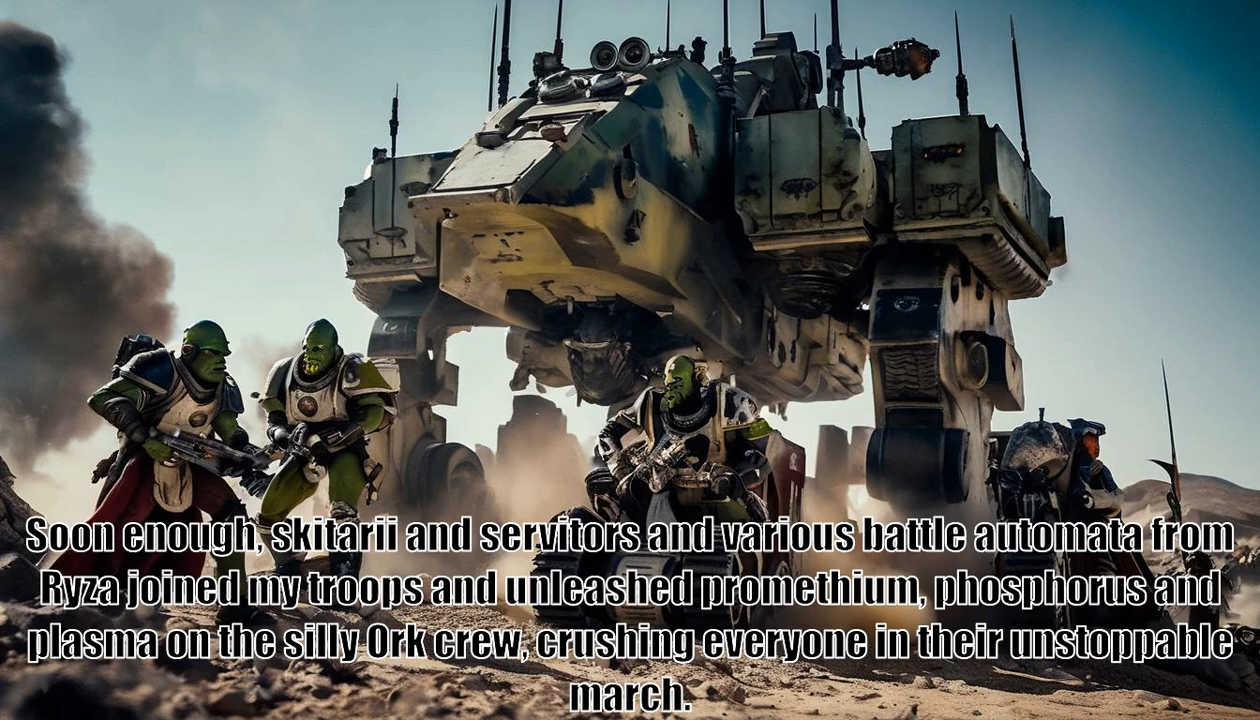 Soon enough, skitarii and servitors and various battle automata from
Ryza joined my troops and unleashed promethium, phosphorus and
plasma on the silly Ork crew, crushing everyone in their unstoppable
march.